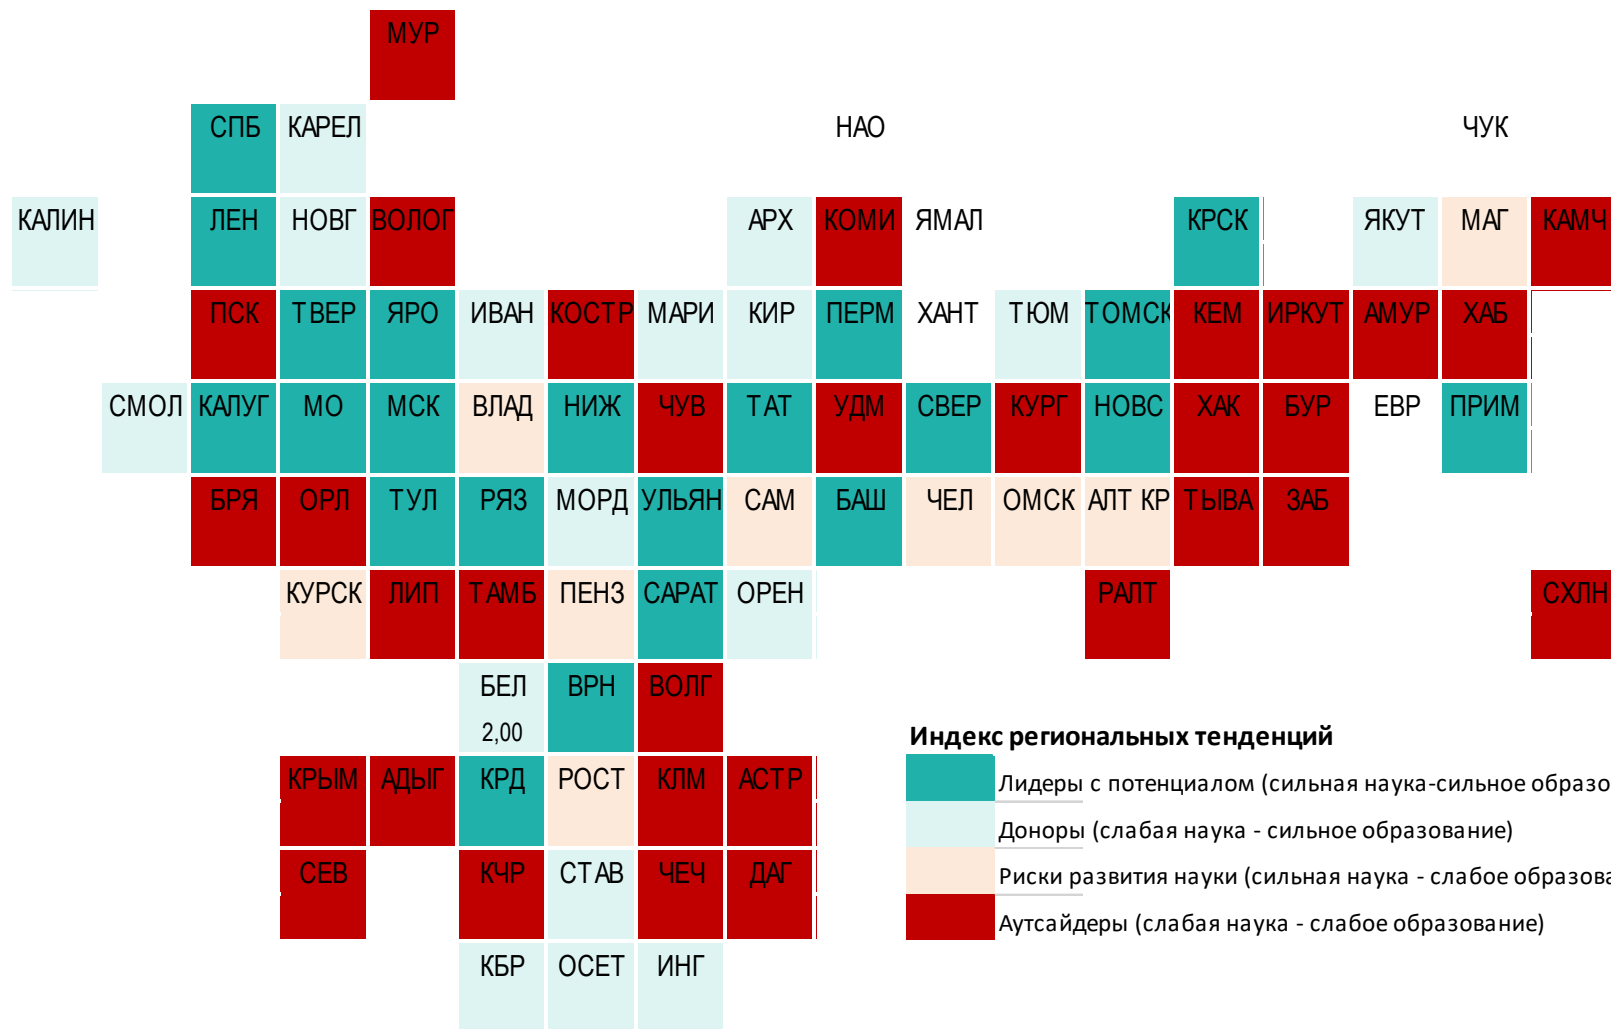 МУР
СПБ КАРЕЛ НАО ЧУК
КАЛИН ЛЕН НОВГ ВОЛОГ АРХ КОМИ ЯМАЛ КРСК ЯКУТ МАГ КАМЧ
ПСК ТВЕР ЯРО ИВАН КОСТР МАРИ КИР ПЕРМ ХАНТ ТЮМ ТОМСК КЕМ ИРКУТ АМУР ХАБ
СМОЛ КАЛУГ МО МСК ВЛАД НИЖ ЧУВ ТАТ УДМ СВЕР КУРГ НОВС ХАК БУР ЕВР ПРИМ
БРЯ ОРЛ ТУЛ РЯЗ МОРД УЛЬЯН САМ БАШ ЧЕЛ ОМСК АЛТ КР ТЫВА ЗАБ
КУРСК ЛИП ТАМБ ПЕНЗ САРАТ ОРЕН РАЛТ СХЛН
БЕЛ ВРН ВОЛГ
2,00
Индекс региональных тенденций
КРЫМ АДЫГ КРД РОСТ КЛМ АСТР
Лидеры с потенциалом (сильная наука-сильное образо
Доноры (слабая наука - сильное образование)
СЕВ КЧР СТАВ ЧЕЧ ДАГ
Риски развития науки (сильная наука - слабое образова
Аутсайдеры (слабая наука - слабое образование)
КБР ОСЕТ ИНГ